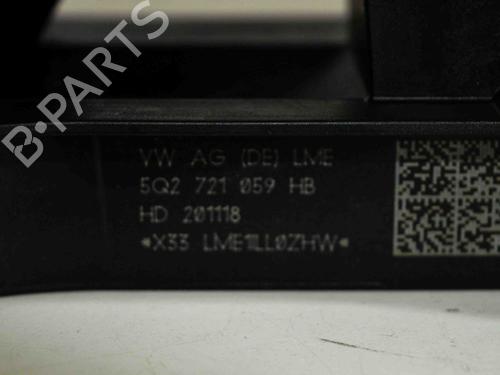 B-PARTS
VW AG (DE) LME
5Q2 721 059 HB
HD 201118
*X33 LME1LL0ZHW*